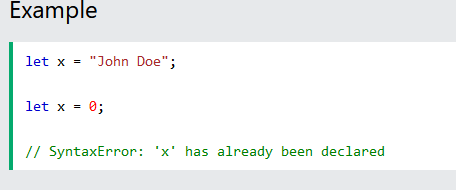 Example
let x = "John Doe";
let x = 0;
// SyntaxError: 'x' has already been declared